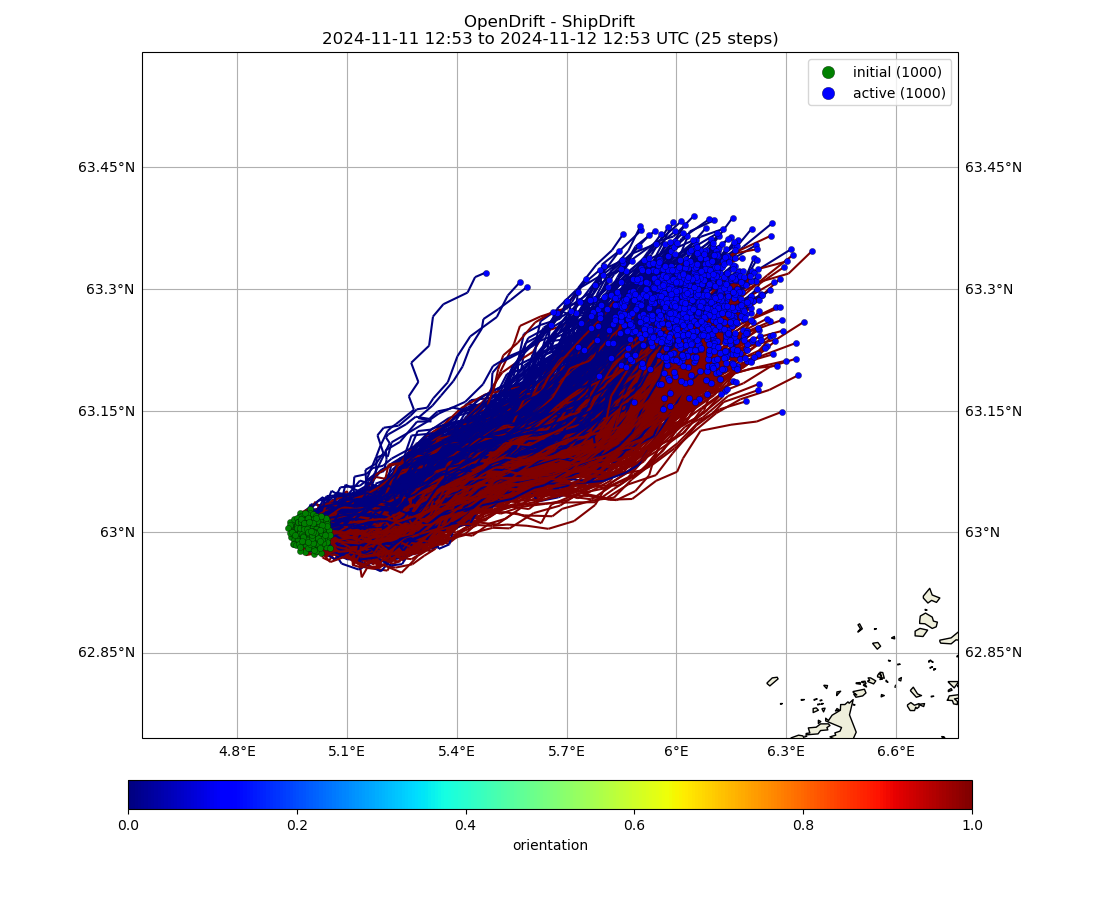 OpenDrift - ShipDrift
2024-11-11 12:53 to 2024-11-12 12:53 UTC (25 steps)
initial (1000)
active (1000)
63.45°N 63.45°N
63.3°N 63.3°N
63.15°N 63.15°N
63°N 63°N
62.85°N 62.85°N
4.8°E 5.1°E 5.4°E 5.7°E 6°E 6.3°E 6.6°E
0.0 0.2 0.4 0.6 0.8 1.0
orientation